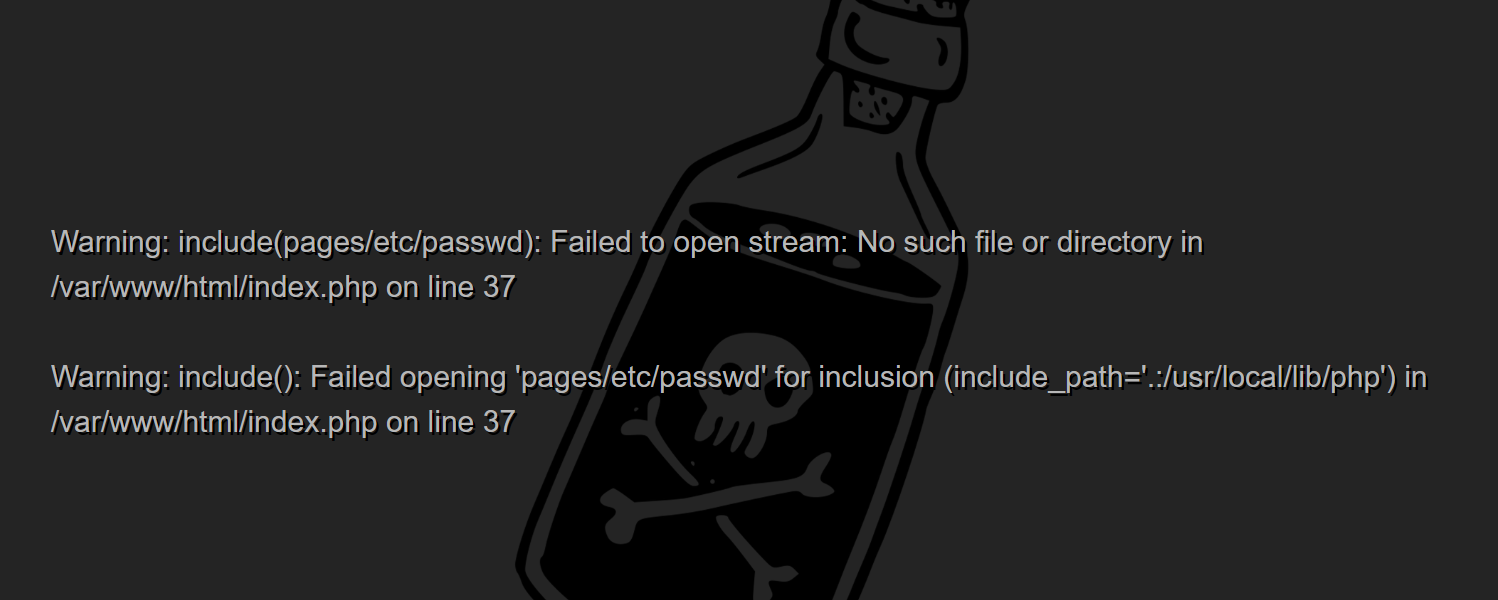 Warning: include(pages/etc/passwd): Failed to open stream: No such file or directory in
/var/www/html/index.php on line 37
Warning: include(): Failed opening 'pages/etc/passwd' for inclusion (include_path='.:/usr/local/lib/php') in
/var/www/html/index.php on line 37